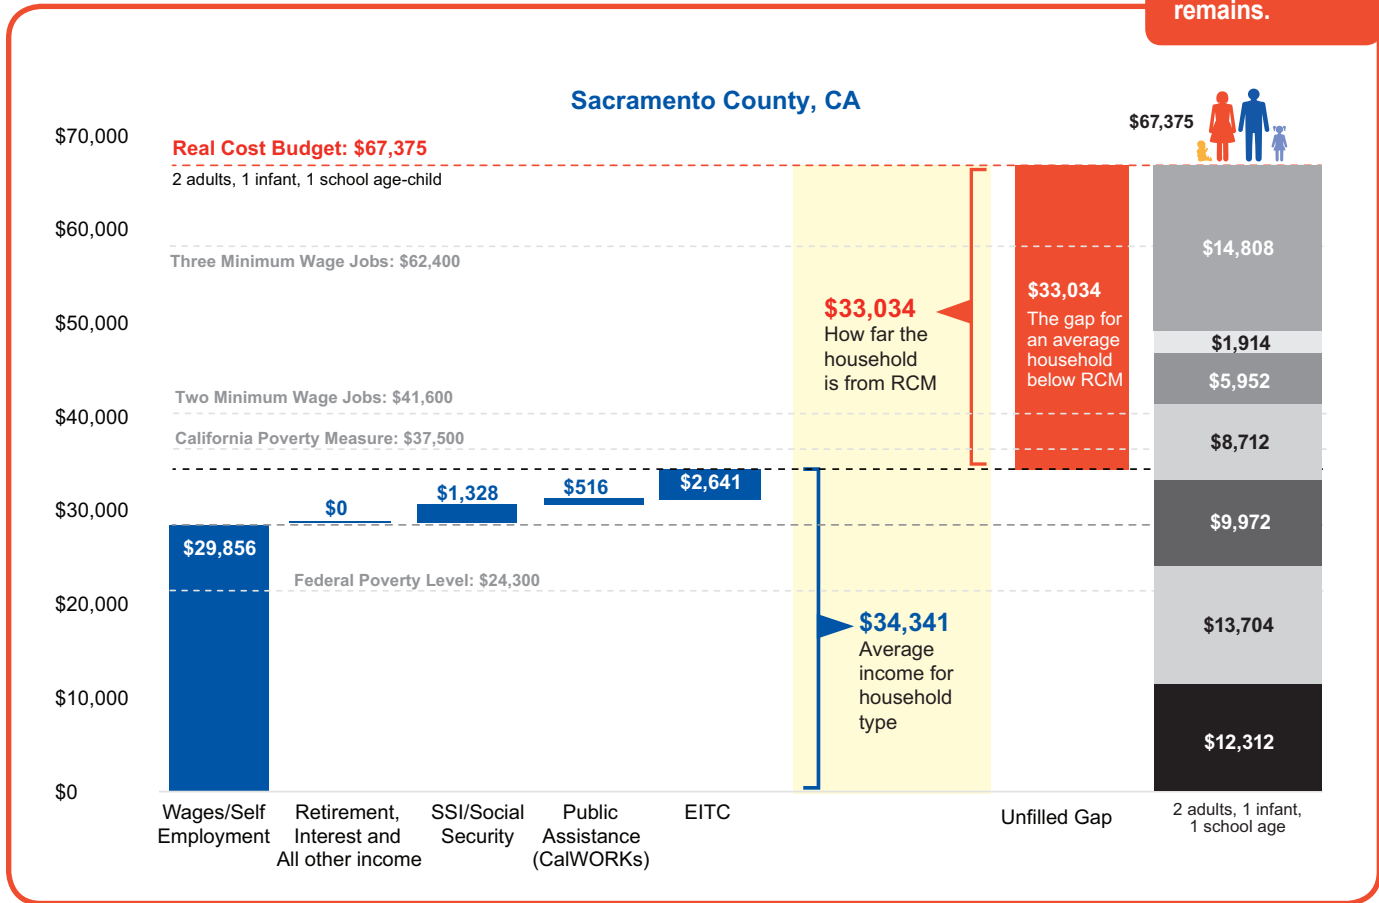 remains.
Sacramento County, CA
$70,000
$60,000
$50,000
$40,000
$30,000
$20,000
$10,000
$0
Real Cost Budget: $67,375
2 adults, 1 infant, 1 school age-child
Three Minimum Wage Jobs: $62,400
Two Minimum Wage Jobs: $41,600
California Poverty Measure: $37,500
Federal Poverty Level: $24,300
$29,856
$0
$1,328
$516
$2,641
$33,034
How far the
household
is from RCM
$34,341
Average
income for
household
type
$33,034
The gap for
an average
household
below RCM
$67,375
$14,808
$1,914
$5,952
$8,712
$9,972
$13,704
$12,312
Wages/Self
Employment
Retirement,
Interest and
All other income
SSI/Social
Security
Public
Assistance
(CalWORKs)
EITC
Unfilled Gap
2 adults, 1 infant,
1 school age